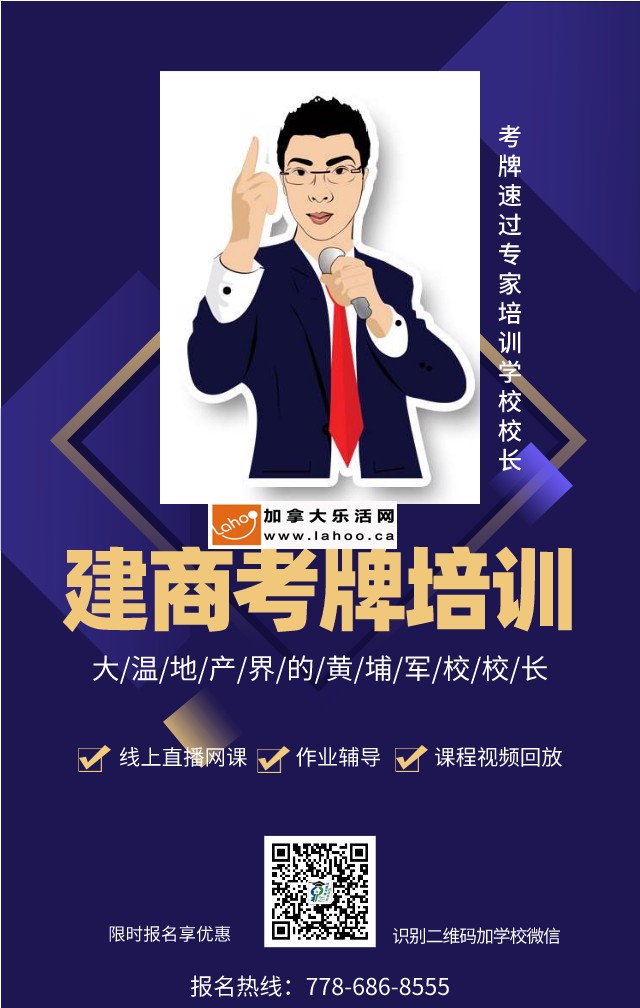 考牌速过专家培训学校校长
Lahoo
加拿大乐活网
www.lahoo.ca
建商考牌培训
大/温/地/产/界/的/黄/埔/军/校/校/长
线上直播网课 作业辅导 课程视频回放
限时报名享优惠 识别二维码加学校微信
报名热线：778-686-8555